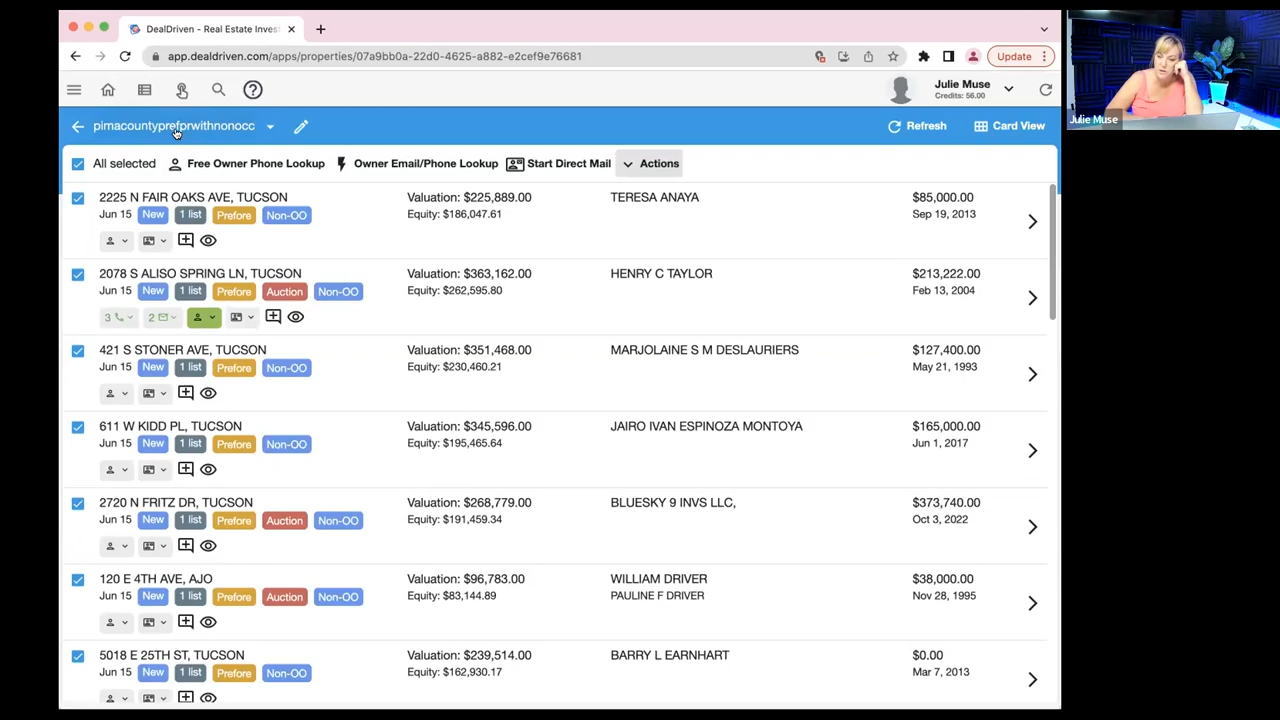 DealDriven - Real Estate Inves
Update
app.dealdriven.com/apps/properties/07a9bb0a-22d0-4625-a882-e2cef9e76681
Julie Muse
Credits: 56.00
Julie Muse
pimacountyprefprwithnonocc
Refresh
Card View
All selected
Free Owner Phone Lookup
Owner Email/Phone Lookup
Start Direct Mail
Actions
2225 N FAIR OAKS AVE, TUCSON
Valuation: $225,889.00
TERESA ANAYA
$85,000.00
Jun 15 New 1 list Prefore Non-OO
Equity: $186,047.61
Sep 19, 2013
2078 S ALISO SPRING LN, TUCSON
Valuation: $363,162.00
HENRY C TAYLOR
$213,222.00
Jun 15 New 1 list Prefore Auction Non-OO
Equity: $262,595.80
Feb 13, 2004
3 2
421 S STONER AVE, TUCSON
Valuation: $351,468.00
MARJOLAINE S M DESLAURIERS
$127,400.00
Jun 15 New 1 list Prefore Non-OO
Equity: $230,460.21
May 21, 1993
611 W KIDD PL, TUCSON
Valuation: $345,596.00
JAIRO IVAN ESPINOZA MONTOYA
$165,000.00
Jun 15 New 1 list Prefore Non-OO
Equity: $195,465.64
Jun 1, 2017
2720 N FRITZ DR, TUCSON
Valuation: $268,779.00
BLUESKY 9 INVS LLC,
$373,740.00
Jun 15 New 1 list Prefore Auction Non-OO
Equity: $191,459.34
Oct 3, 2022
120 E 4TH AVE, AJO
Valuation: $96,783.00
WILLIAM DRIVER
$38,000.00
Jun 15 New 1 list Prefore Auction Non-OO
Equity: $83,144.89
PAULINE F DRIVER
Nov 28, 1995
5018 E 25TH ST, TUCSON
Valuation: $239,514.00
BARRY L EARNHART
$0.00
Jun 15 New 1 list Prefore Non-OO
Equity: $162,930.17
Mar 7, 2013